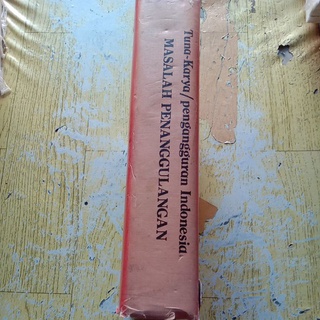 Tuna-Karya/pengangguran Indonesia
MASALAH PENANGGULANGAN